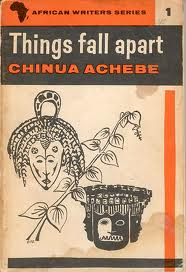 AFRICAN WRITERS SERIES 1
Things fall apart
CHINUA ACHEBE